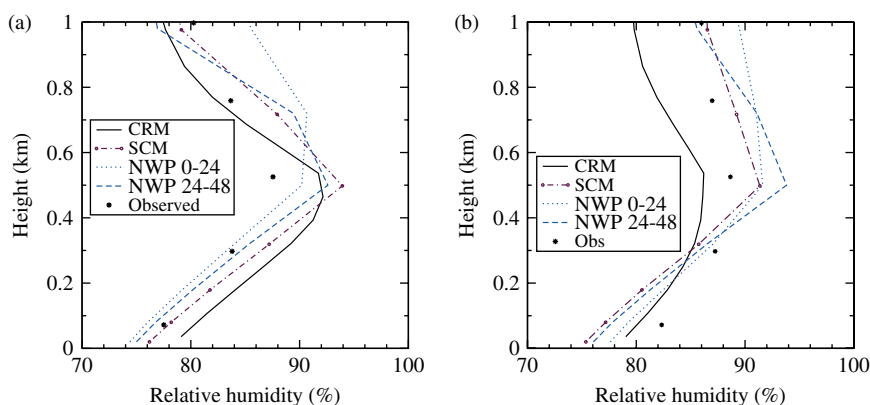 (a)
1
0.8
0.6
0.4
0.2
0
Height (km)
CRM
SCM
NWP 0-24
NWP 24-48
Observed
70 80 90 100
Relative humidity (%)
(b)
1
0.8
0.6
0.4
0.2
0
Height (km)
CRM
SCM
NWP 0-24
NWP 24-48
Obs
70 80 90 100
Relative humidity (%)